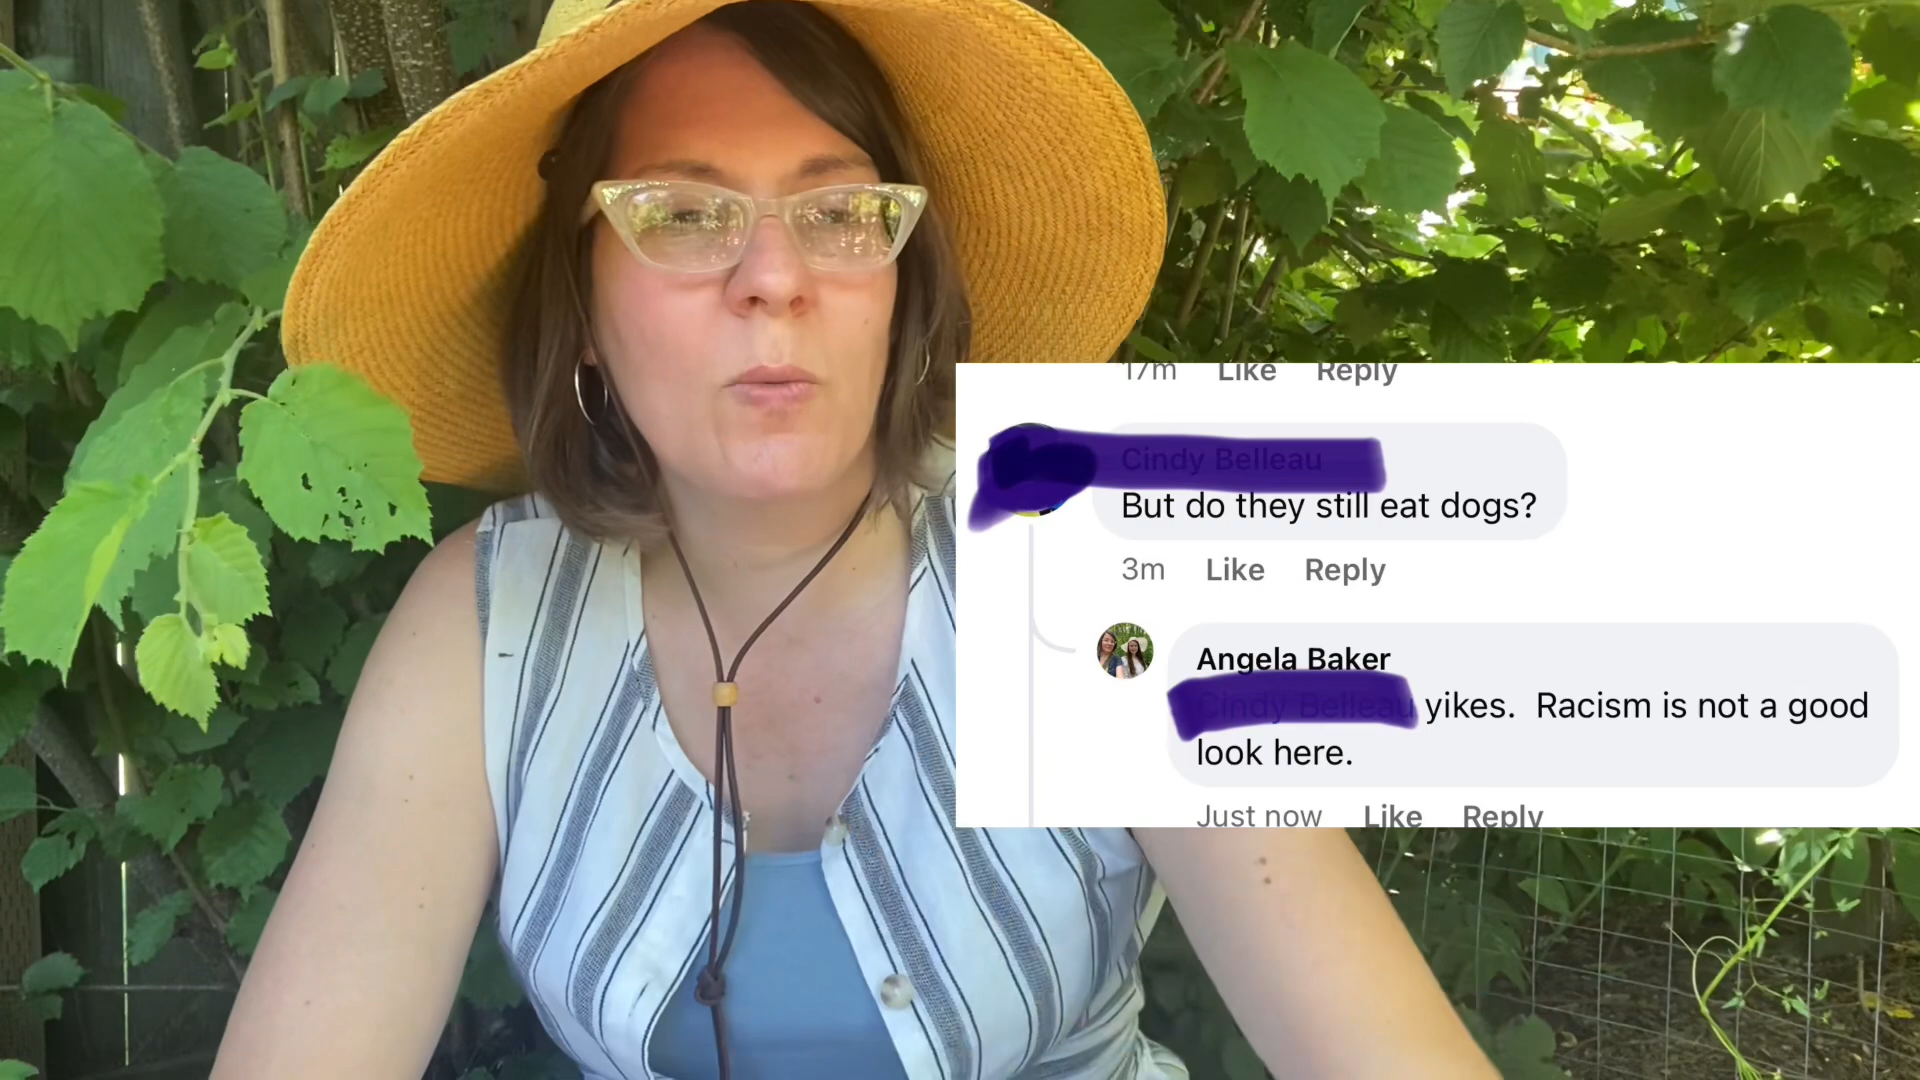 17m Like Reply
But do they still eat dogs?
3m Like Reply
Angela Baker
yikes. Racism is not a good
look here.
Just now Like Reply